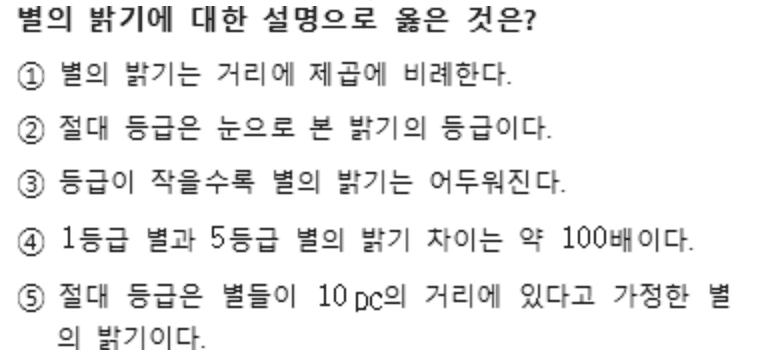 별의 밝기에 대한 설명으로 옳은 것은?
① 별의 밝기는 거리에 제곱에 비례한다.
② 절대 등급은 눈으로 본 밝기의 등급이다.
③ 등급이 작을수록 별의 밝기는 어두워진다.
④ 1등급 별과 5등급 별의 밝기 차이는 약 100배이다.
⑤ 절대 등급은 별들이 10 pc의 거리에 있다고 가정한 별
의 밝기이다.